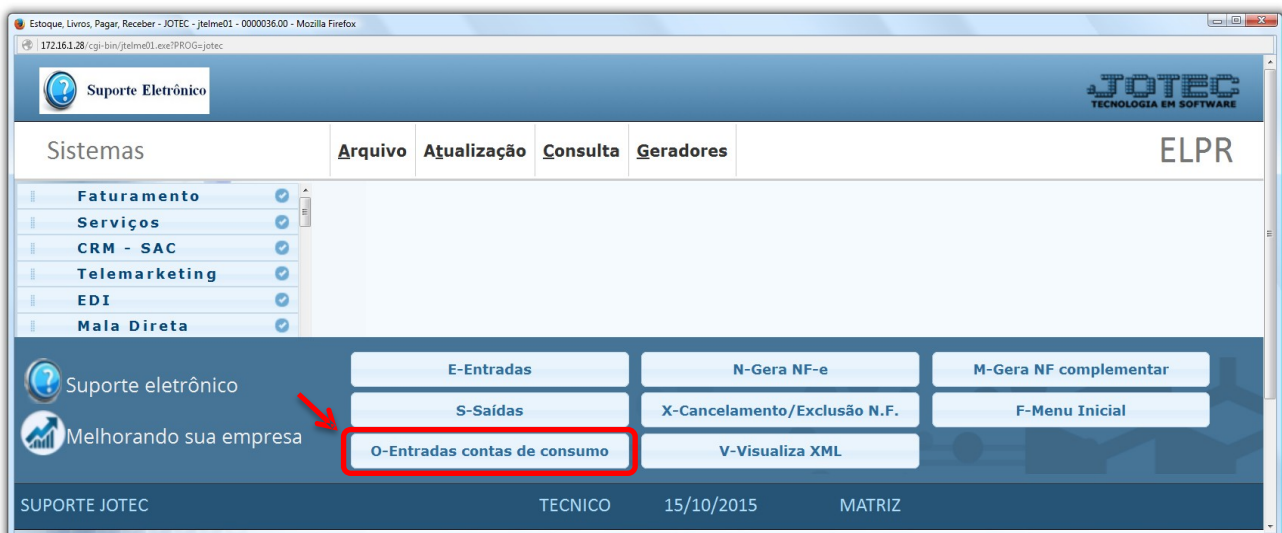 Estoque, Livros, Pagar, Receber - JOTEC - jtelme01 - 0000036.00 - Mozilla Firefox
172.16.1.28/cgi-bin/jtelme01.exe?PROG=jotec
Suporte Eletrônico
JOTEC
TECNOLOGIA EM SOFTWARE
Sistemas
Arquivo Atualização Consulta Geradores
ELPR
Faturamento
Serviços
CRM - SAC
Telemarketing
EDI
Mala Direta
Suporte eletrônico
Melhorando sua empresa
E-Entradas N-Gera NF-e M-Gera NF complementar
S-Saídas X-Cancelamento/Exclusão N.F. F-Menu Inicial
O-Entradas contas de consumo V-Visualiza XML
SUPORTE JOTEC TECNICO 15/10/2015 MATRIZ